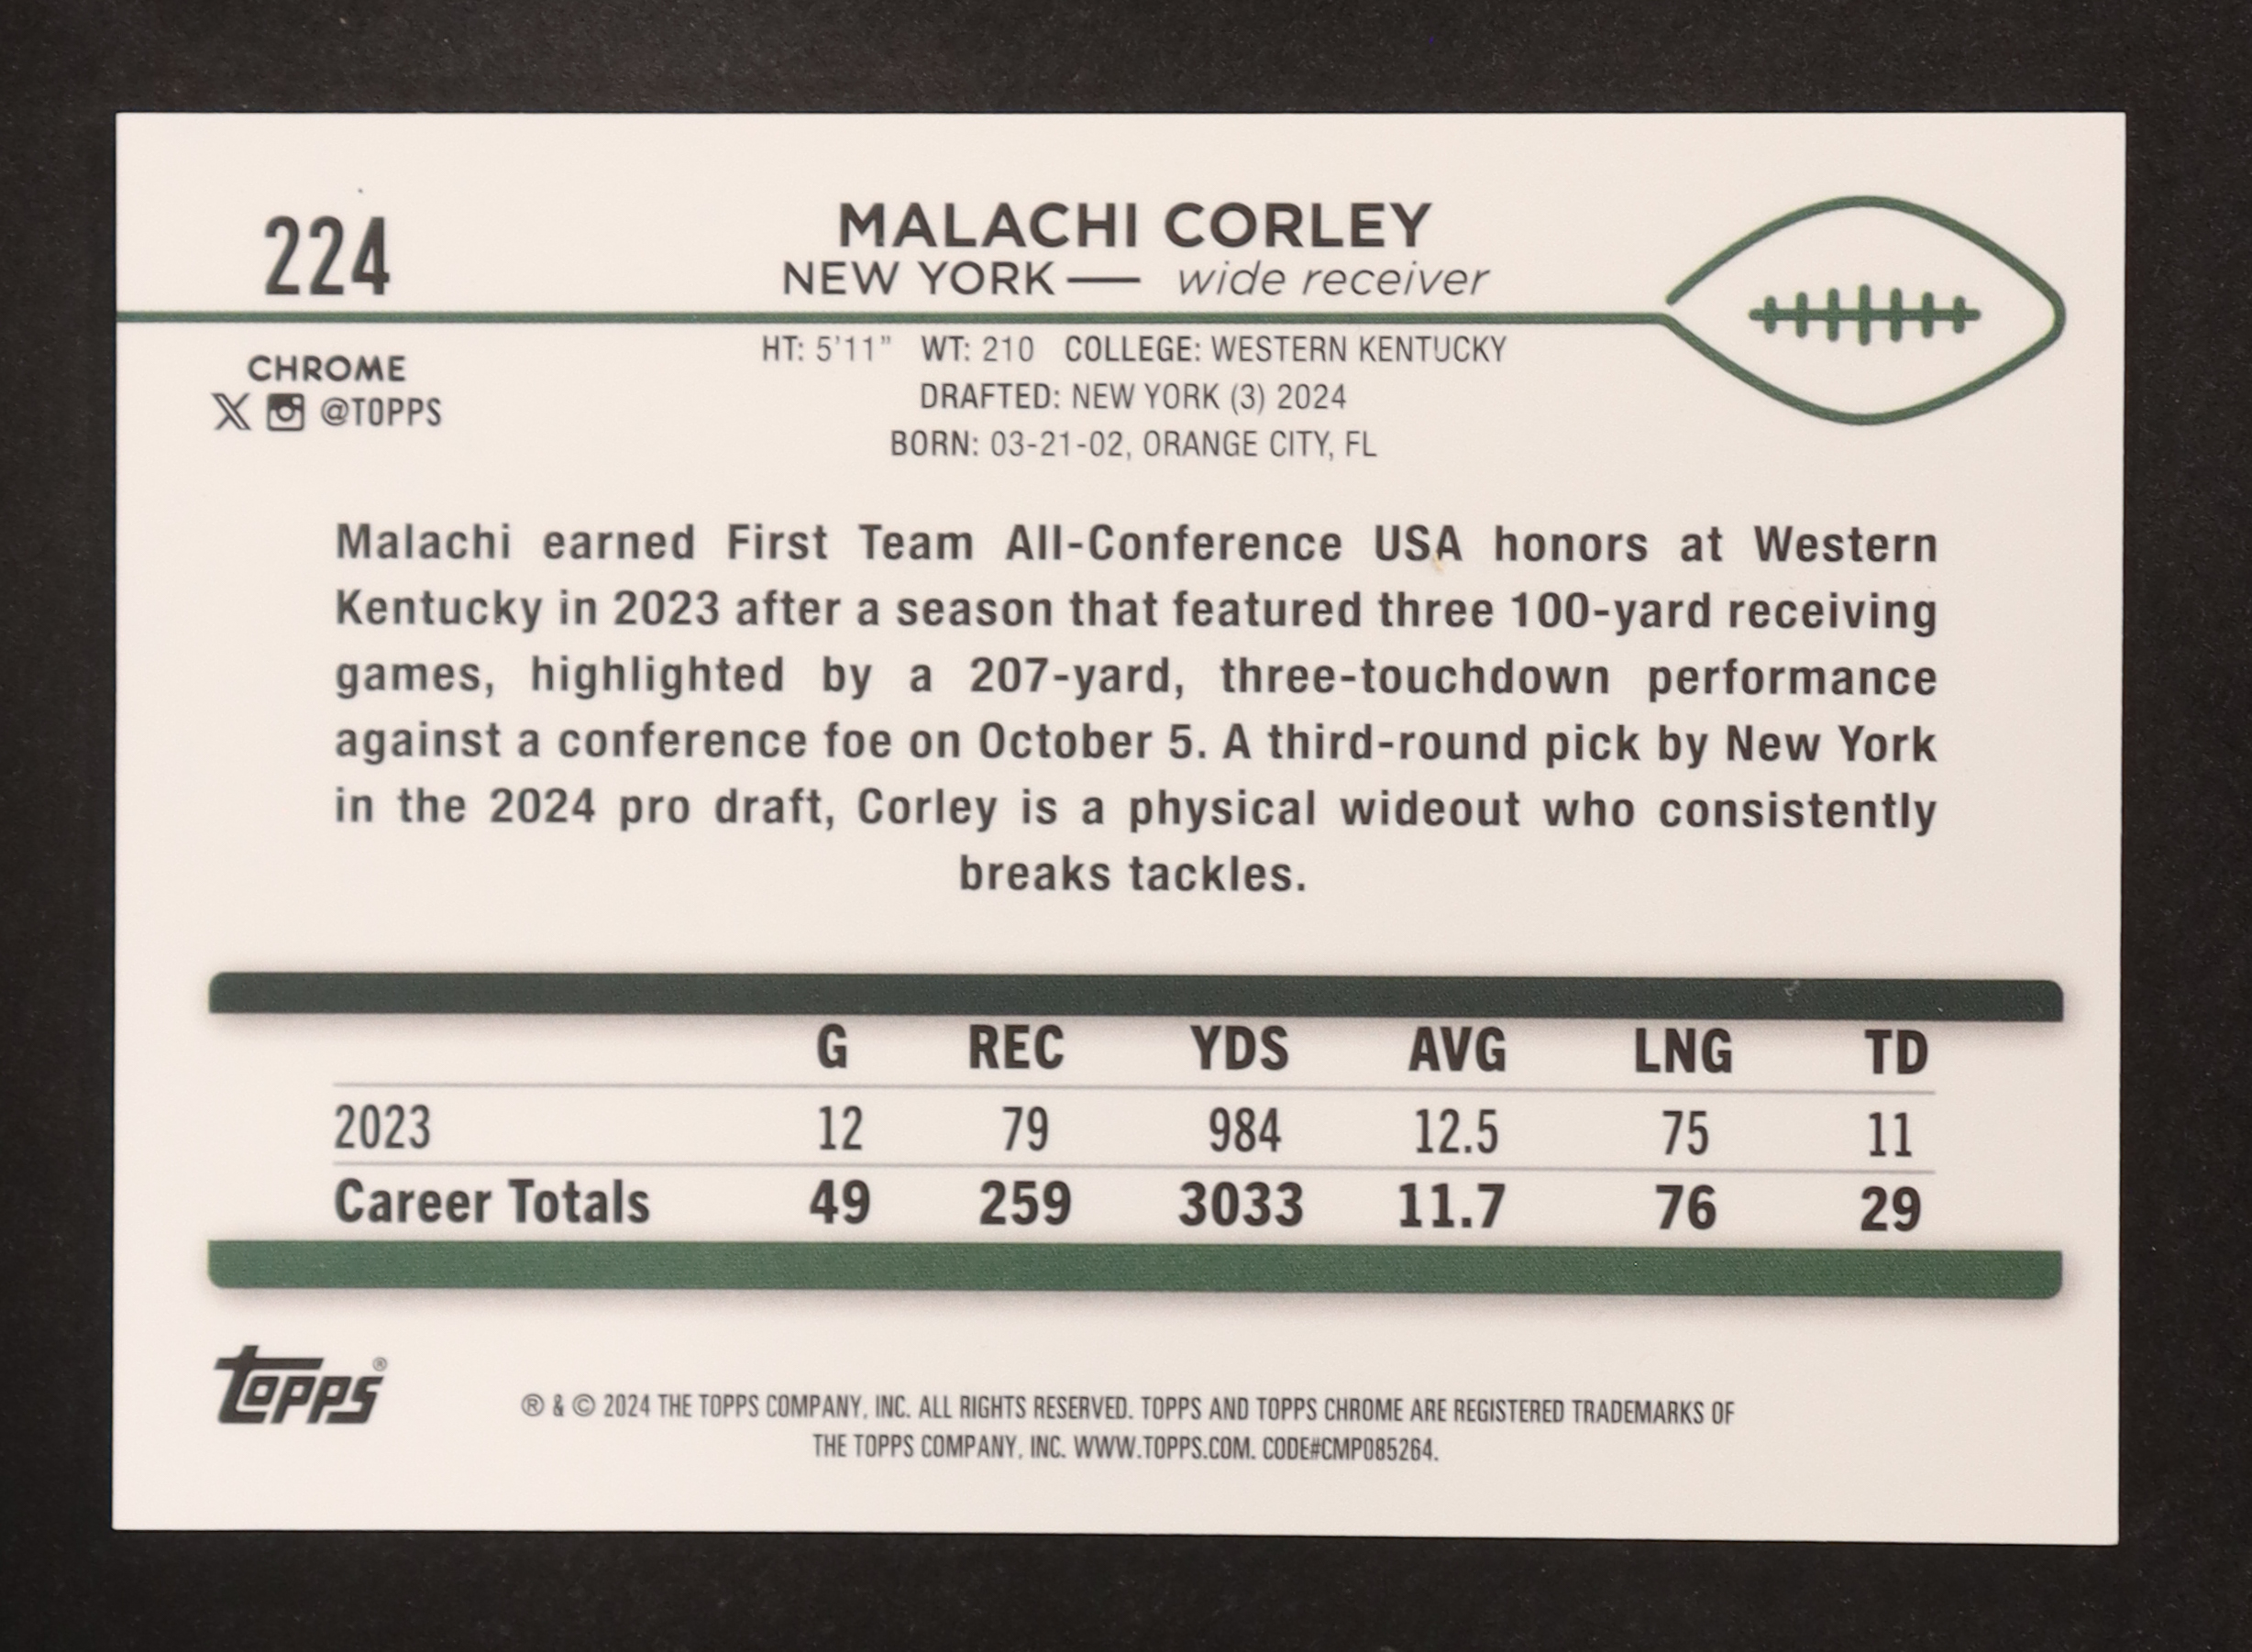 224
MALACHI CORLEY
NEW YORK — wide receiver
CHROME
X @TOPPS
HT: 5'11" WT: 210 COLLEGE: WESTERN KENTUCKY
DRAFTED: NEW YORK (3) 2024
BORN: 03-21-02, ORANGE CITY, FL
Malachi earned First Team All-Conference USA honors at Western
Kentucky in 2023 after a season that featured three 100-yard receiving
games, highlighted by a 207-yard, three-touchdown performance
against a conference foe on October 5. A third-round pick by New York
in the 2024 pro draft, Corley is a physical wideout who consistently
breaks tackles.
G REC YDS AVG LNG TD
2023 12 79 984 12.5 75 11
Career Totals 49 259 3033 11.7 76 29
topps®
® & © 2024 THE TOPPS COMPANY, INC. ALL RIGHTS RESERVED. TOPPS AND TOPPS CHROME ARE REGISTERED TRADEMARKS OF
THE TOPPS COMPANY, INC. WWW.TOPPS.COM. CODE#CMP085264.